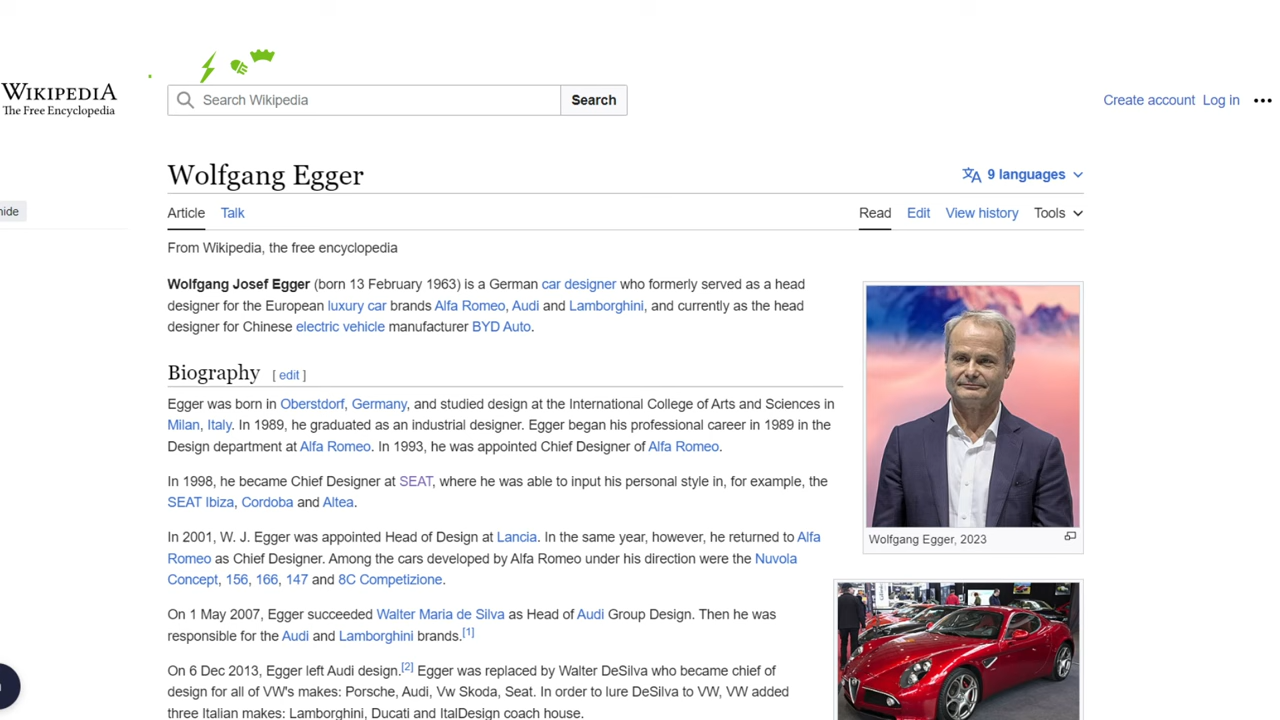 WIKIPEDIA
The Free Encyclopedia
Search Wikipedia
Search
Create account Log in
Wolfgang Egger
9 languages
hide
Article Talk
Read Edit View history Tools
From Wikipedia, the free encyclopedia
Wolfgang Josef Egger (born 13 February 1963) is a German car designer who formerly served as a head
designer for the European luxury car brands Alfa Romeo, Audi and Lamborghini, and currently as the head
designer for Chinese electric vehicle manufacturer BYD Auto.
Biography [ edit ]
Egger was born in Oberstdorf, Germany, and studied design at the International College of Arts and Sciences in
Milan, Italy. In 1989, he graduated as an industrial designer. Egger began his professional career in 1989 in the
Design department at Alfa Romeo. In 1993, he was appointed Chief Designer of Alfa Romeo.
In 1998, he became Chief Designer at SEAT, where he was able to input his personal style in, for example, the
SEAT Ibiza, Cordoba and Altea.
In 2001, W. J. Egger was appointed Head of Design at Lancia. In the same year, however, he returned to Alfa
Romeo as Chief Designer. Among the cars developed by Alfa Romeo under his direction were the Nuvola
Concept, 156, 166, 147 and 8C Competizione.
Wolfgang Egger, 2023
On 1 May 2007, Egger succeeded Walter Maria de Silva as Head of Audi Group Design. Then he was
responsible for the Audi and Lamborghini brands.[1]
On 6 Dec 2013, Egger left Audi design.[2] Egger was replaced by Walter DeSilva who became chief of
design for all of VW's makes: Porsche, Audi, Vw Skoda, Seat. In order to lure DeSilva to VW, VW added
three Italian makes: Lamborghini, Ducati and ItalDesign coach house.